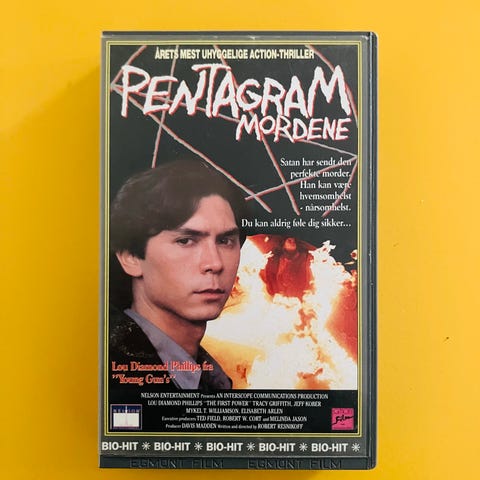 ÅRETS MEST UHYGGELIGE ACTION-THRILLER
PENTAGRAM
MORDENE
Satan har sendt den
perfekte morder.
Han kan være
hvemsomhelst
- nårsomhelst.
Du kan aldrig føle dig sikker...
Lou Diamond Phillips fra
"Young Gun's"
NELSON ENTERTAINMENT Presents AN INTERSCOPE COMMUNICATIONS PRODUCTION
LOU DIAMOND PHILLIPS "THE FIRST POWER" TRACY GRIFFITH, JEFF KOBER
MYKEL T. WILLIAMSON, ELISABETH ARLEN
Executive producers TED FIELD, ROBERT W. CORT and MELINDA JASON
Producer DAVIS MADDEN Written and directed by ROBERT RESNIKOFF
NELSON
Film
BIO-HIT ✳ BIO-HIT ✳ BIO-HIT ✳ BIO-HIT ✳ BIO-HIT ✳
EGMONT FILM EGMONT FILM